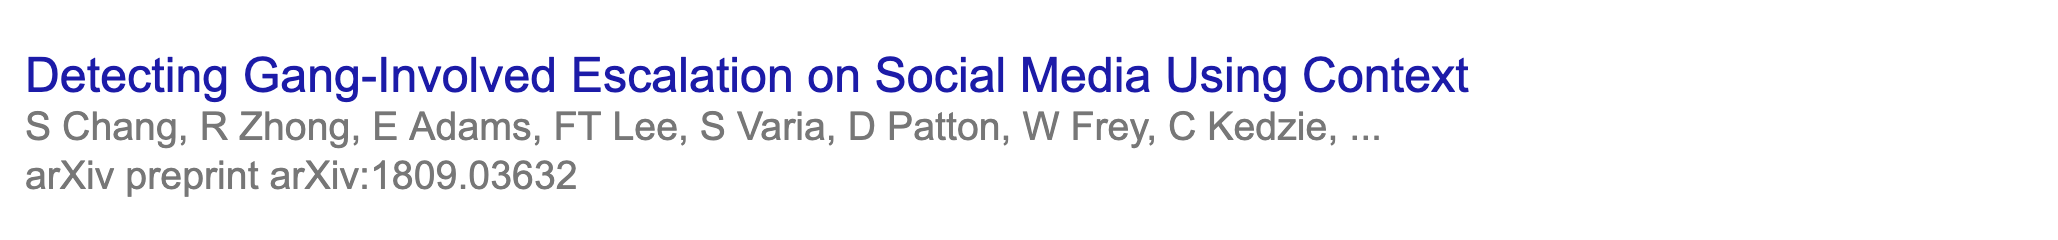 Detecting Gang-Involved Escalation on Social Media Using Context
S Chang, R Zhong, E Adams, FT Lee, S Varia, D Patton, W Frey, C Kedzie, ...
arXiv preprint arXiv:1809.03632